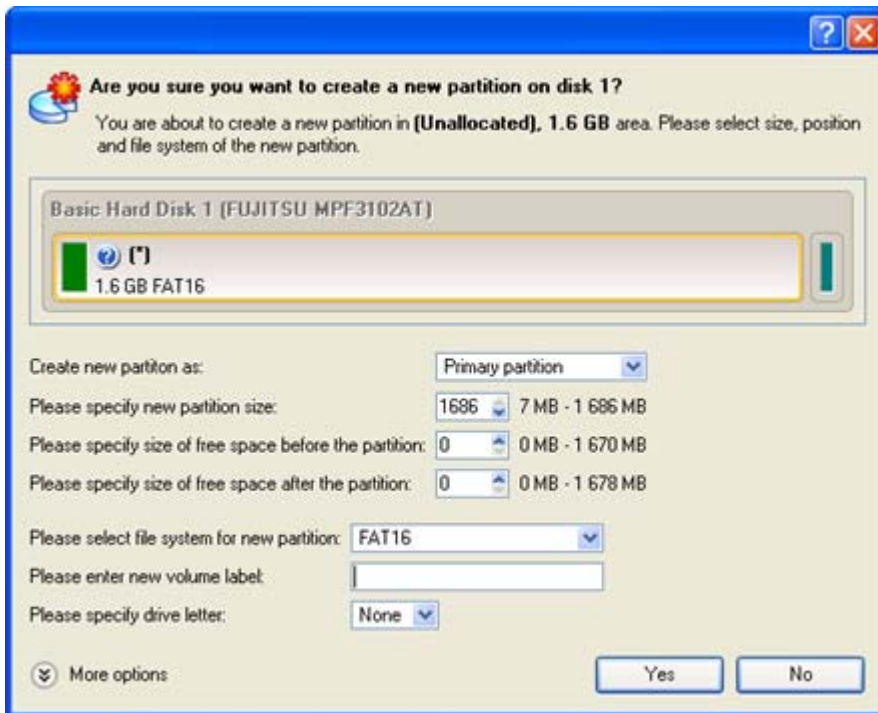 Are you sure you want to create a new partition on disk 1?
You are about to create a new partition in (Unallocated), 1.6 GB area. Please select size, position
and file system of the new partition.
Basic Hard Disk 1 (FUJITSU MPF3102AT)
(*)
1.6 GB FAT16
Create new partiton as: Primary partition
Please specify new partition size: 1686 7 MB - 1 686 MB
Please specify size of free space before the partition: 0 0 MB - 1 670 MB
Please specify size of free space after the partition: 0 0 MB - 1 678 MB
Please select file system for new partition: FAT16
Please enter new volume label:
Please specify drive letter: None
More options Yes No